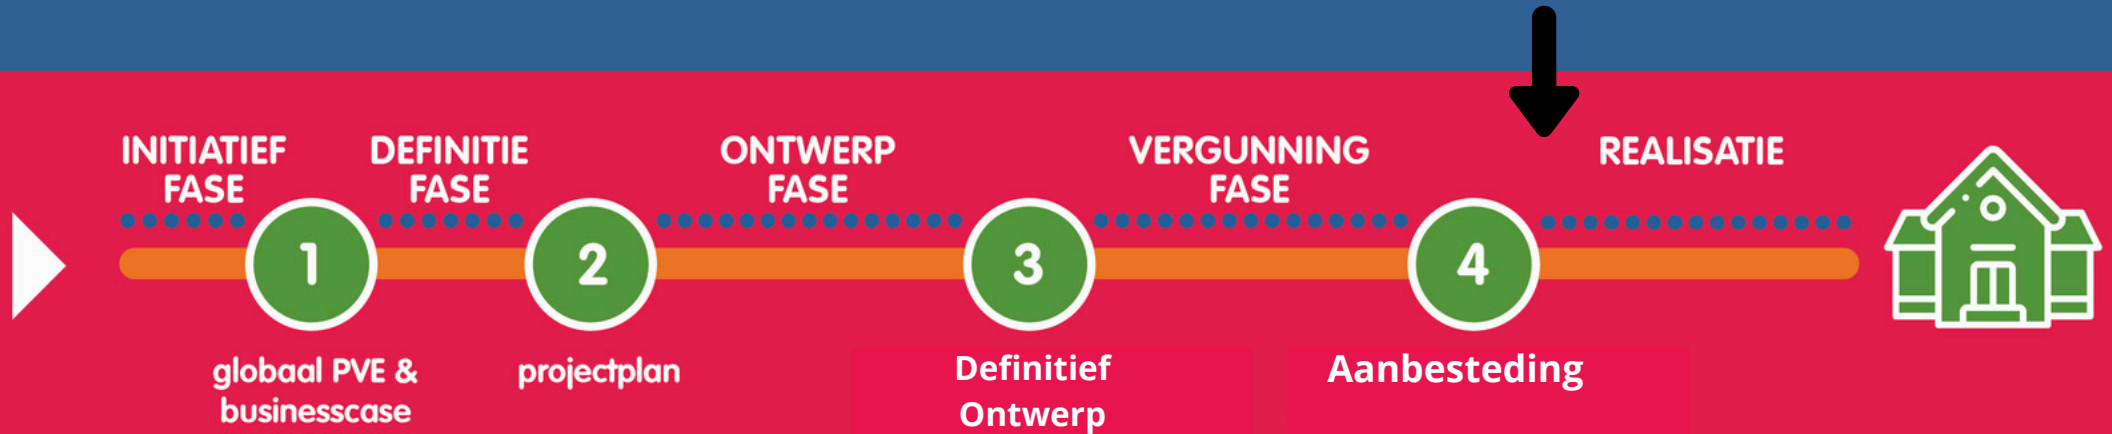 INITIATIEF
FASE
DEFINITIE
FASE
ONTWERP
FASE
VERGUNNING
FASE
REALISATIE
1
2
3
4
globaal PVE &
businesscase
projectplan
Definitief
Ontwerp
Aanbesteding